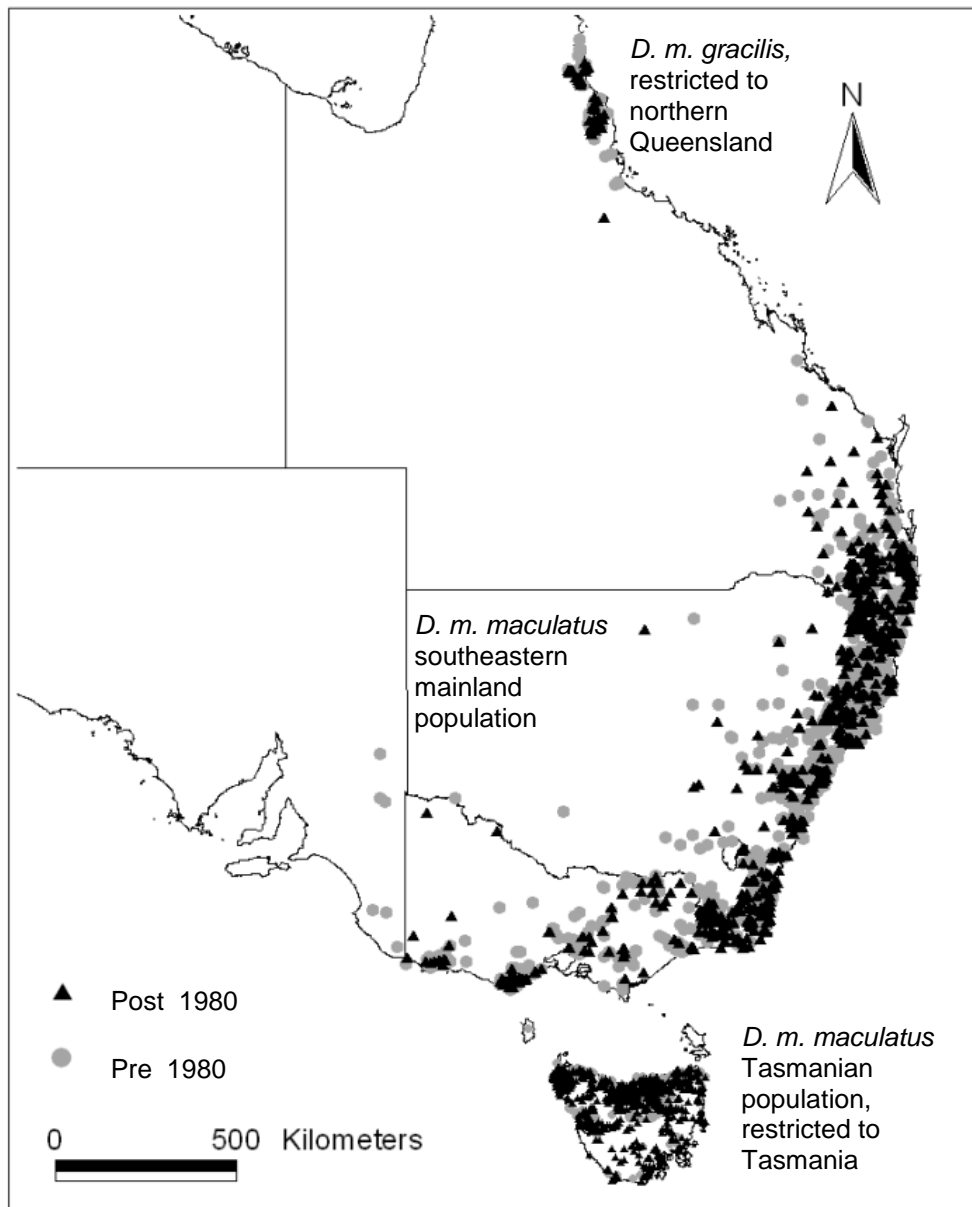 D. m. gracilis,
restricted to
northern
Queensland
N
D. m. maculatus
southeastern
mainland
population
Post 1980
Pre 1980
0 500 Kilometers
D. m. maculatus
Tasmanian
population,
restricted to
Tasmania